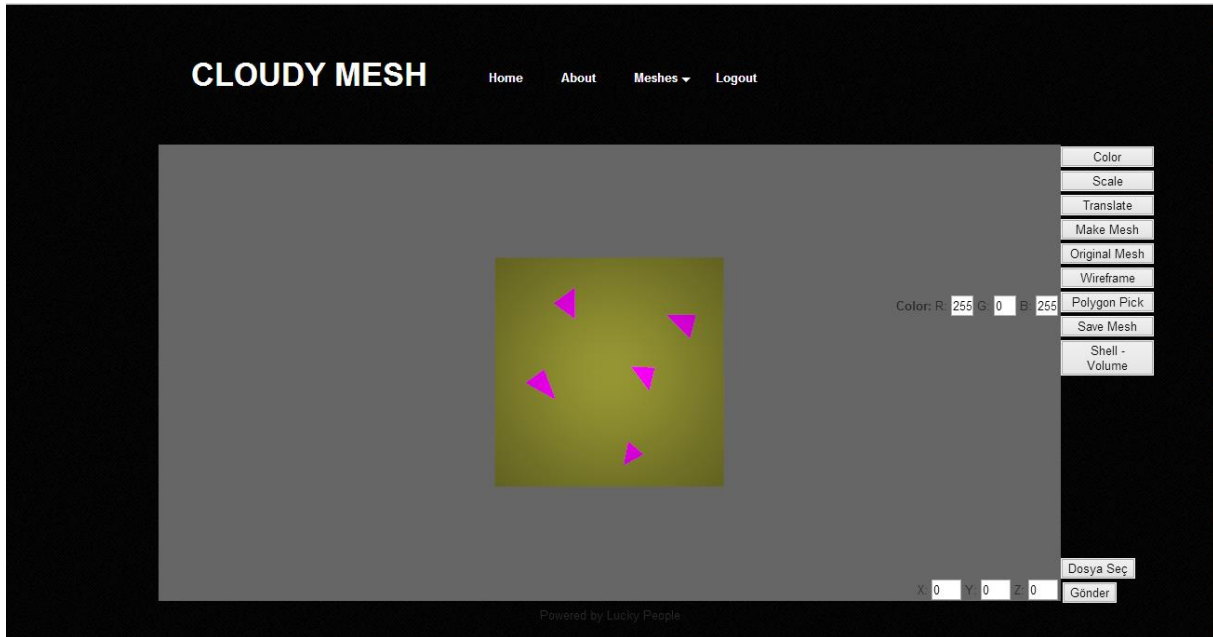 CLOUDY MESH
Home About Meshes Logout
Color
Scale
Translate
Make Mesh
Original Mesh
Wireframe
Color: R: 255 G: 0 B: 255
Polygon Pick
Save Mesh
Shell -
Volume
Dosya Seç
X: 0 Y: 0 Z: 0
Gönder
Powered by Lucky People